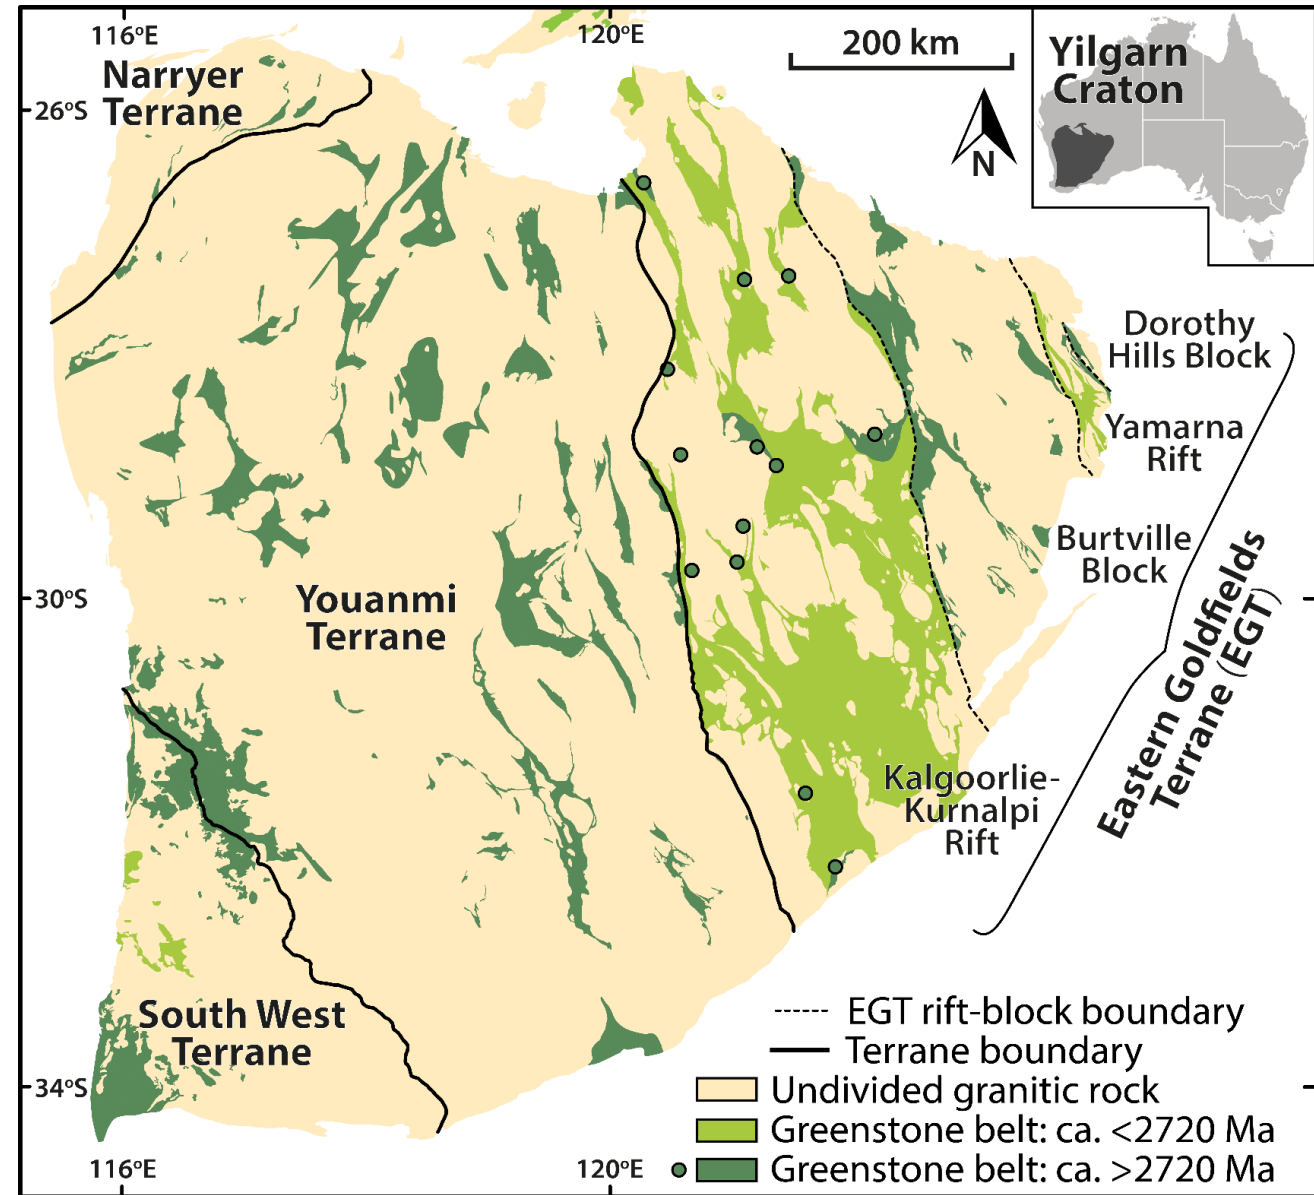 116°E
120°E
200 km
Yilgarn
Craton
Narryer
Terrane
26°S
N
Dorothy
Hills Block
Yamarna
Rift
Burtville
Block
Youanmi
Terrane
30°S
Eastern Goldfields
Terrane (EGT)
Kalgoorlie-
Kurnalpi
Rift
South West
Terrane
EGT rift-block boundary
Terrane boundary
Undivided granitic rock
34°S
Greenstone belt: ca. <2720 Ma
Greenstone belt: ca. >2720 Ma
116°E
120°E